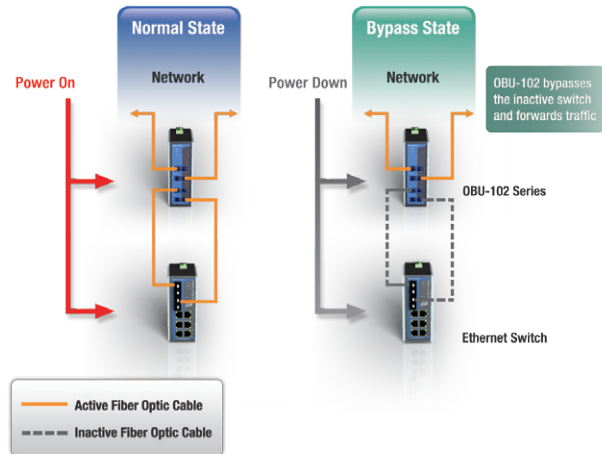 Normal State
Network
Power On
Bypass State
Network
Power Down
OBU-102 bypasses
the inactive switch
and forwards traffic
OBU-102 Series
Ethernet Switch
Active Fiber Optic Cable
Inactive Fiber Optic Cable